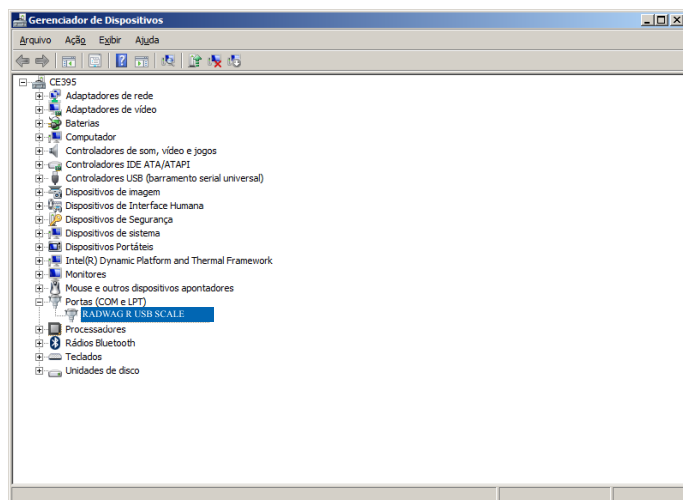 Gerenciador de Dispositivos
Arquivo Ação Exibir Ajuda
CE395
Adaptadores de rede
Adaptadores de vídeo
Baterias
Computador
Controladores de som, vídeo e jogos
Controladores IDE ATA/ATAPI
Controladores USB (barramento serial universal)
Dispositivos de imagem
Dispositivos de Interface Humana
Dispositivos de Segurança
Dispositivos de sistema
Dispositivos Portáteis
Intel(R) Dynamic Platform and Thermal Framework
Monitores
Mouse e outros dispositivos apontadores
Portas (COM e LPT)
RADWAG R USB SCALE
Processadores
Rádios Bluetooth
Teclados
Unidades de disco